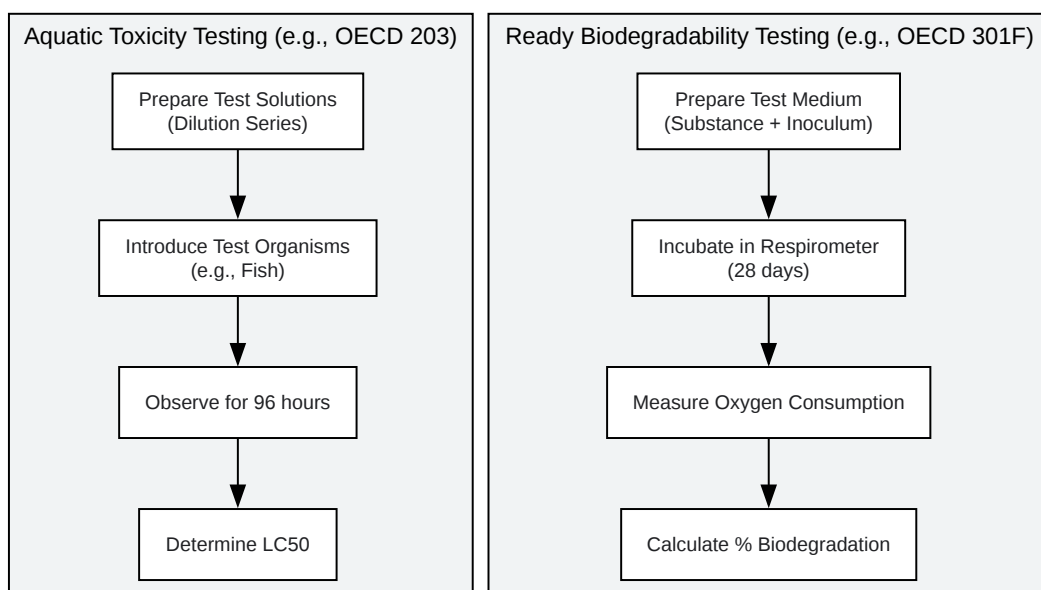 Aquatic Toxicity Testing (e.g., OECD 203)
Prepare Test Solutions
(Dilution Series)
Introduce Test Organisms
(e.g., Fish)
Observe for 96 hours
Determine LC50
Ready Biodegradability Testing (e.g., OECD 301F)
Prepare Test Medium
(Substance + Inoculum)
Incubate in Respirometer
(28 days)
Measure Oxygen Consumption
Calculate % Biodegradation